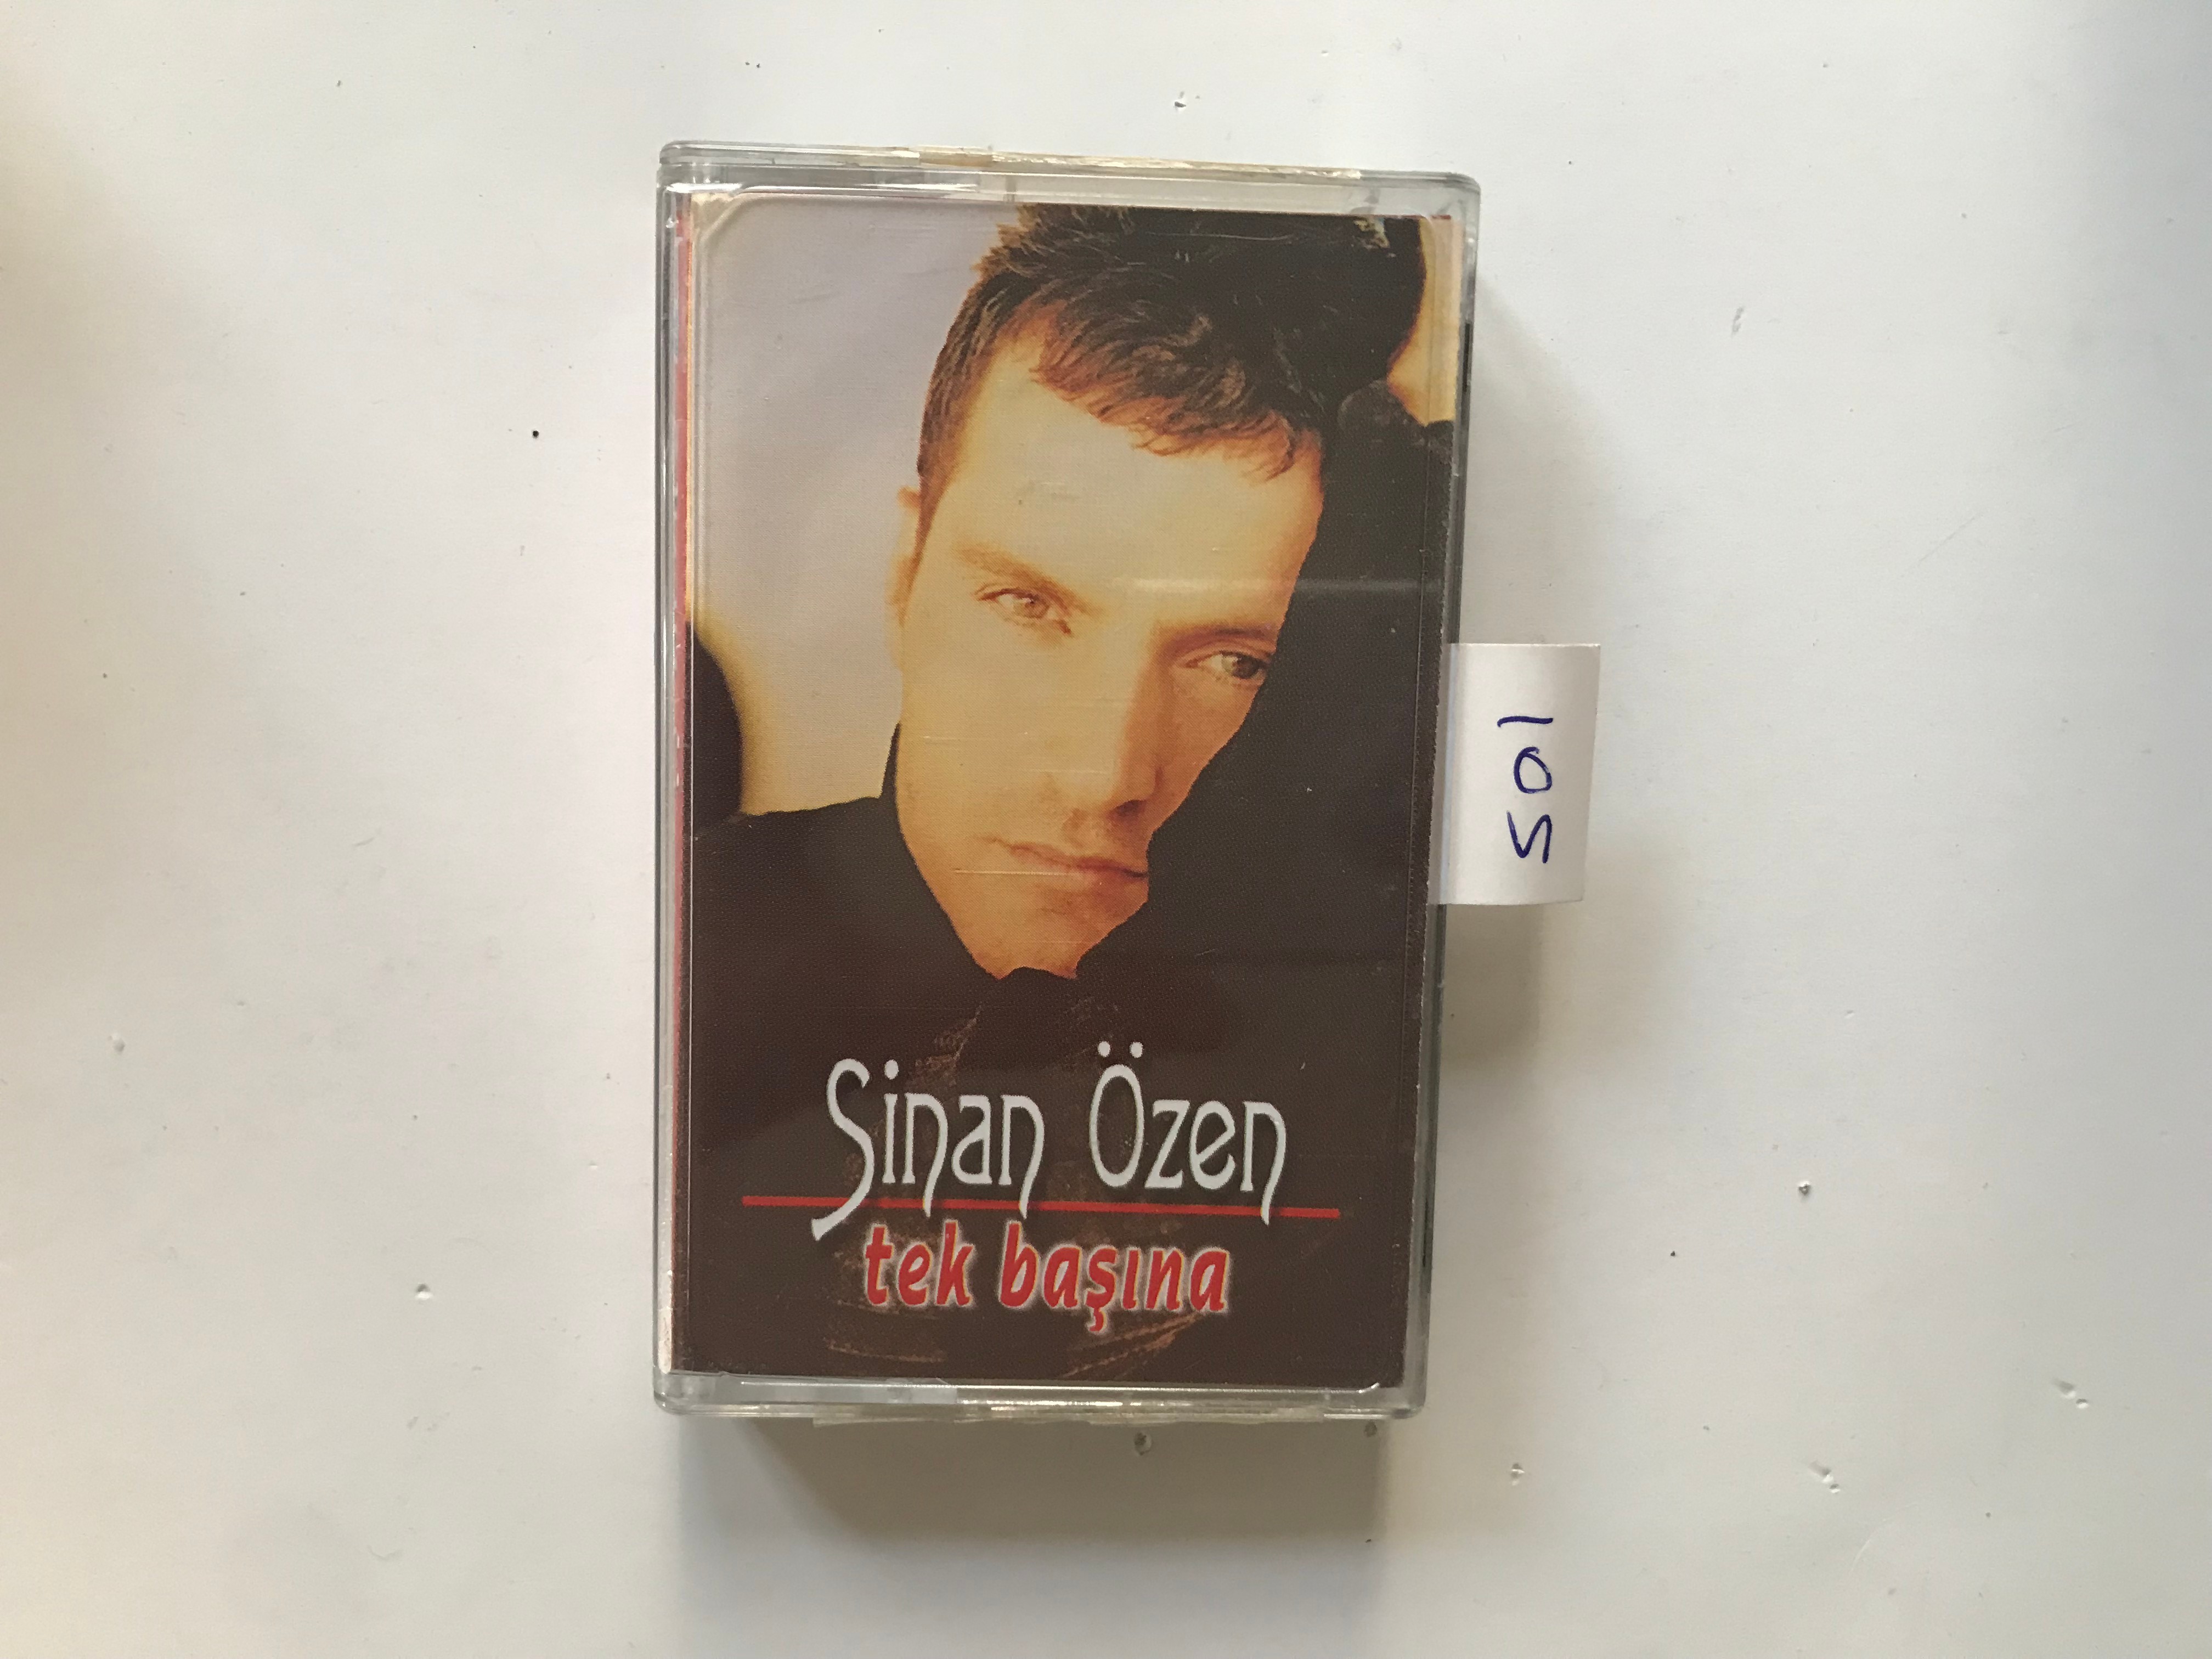 Sinan Özen
tek başına
501